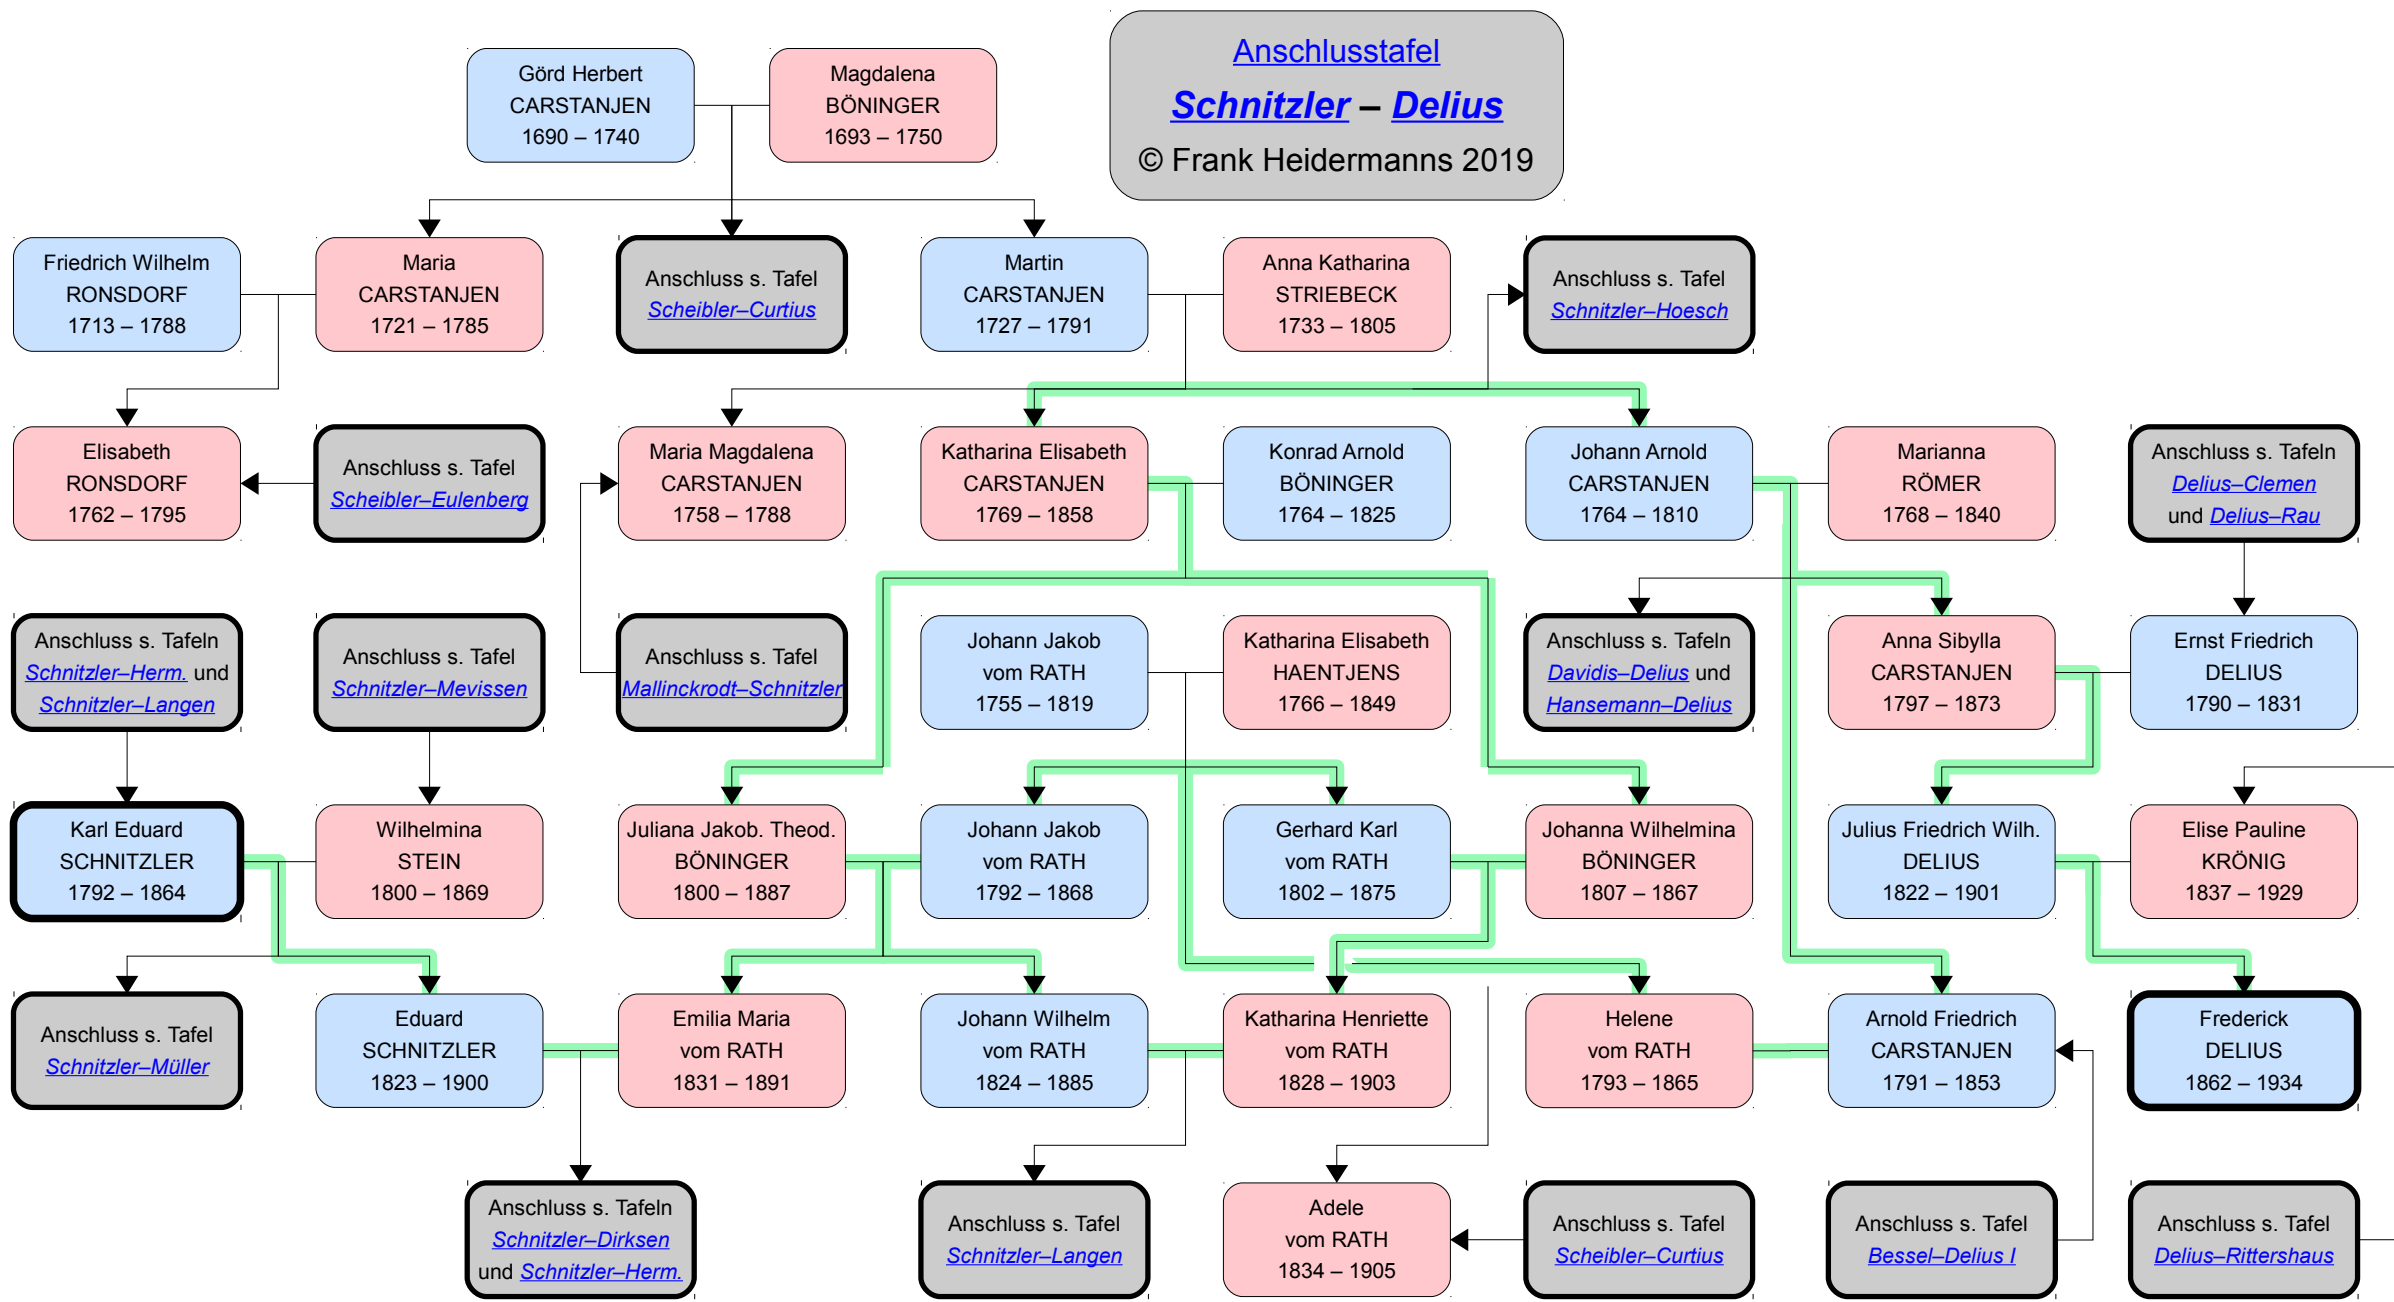 Anschlusstafel
Schnitzler – Delius
© Frank Heidermanns 2019
Görd Herbert
CARSTANJEN
1690 – 1740
Magdalena
BÖNINGER
1693 – 1750
Friedrich Wilhelm
RONSDORF
1713 – 1788
Maria
CARSTANJEN
1721 – 1785
Anschluss s. Tafel
Scheibler–Curtius
Martin
CARSTANJEN
1727 – 1791
Anna Katharina
STRIEBECK
1733 – 1805
Anschluss s. Tafel
Schnitzler–Hoesch
Elisabeth
RONSDORF
1762 – 1795
Anschluss s. Tafel
Scheibler–Eulenberg
Maria Magdalena
CARSTANJEN
1758 – 1788
Katharina Elisabeth
CARSTANJEN
1769 – 1858
Konrad Arnold
BÖNINGER
1764 – 1825
Johann Arnold
CARSTANJEN
1764 – 1810
Marianna
RÖMER
1768 – 1840
Anschluss s. Tafeln
Delius–Clemen
und Delius–Rau
Anschluss s. Tafeln
Schnitzler–Herm. und
Schnitzler–Langen
Anschluss s. Tafel
Schnitzler–Mevissen
Anschluss s. Tafel
Mallinckrodt–Schnitzler
Johann Jakob
vom RATH
1755 – 1819
Katharina Elisabeth
HAENTJENS
1766 – 1849
Anschluss s. Tafeln
Davidis–Delius und
Hansemann–Delius
Anna Sibylla
CARSTANJEN
1797 – 1873
Ernst Friedrich
DELIUS
1790 – 1831
Karl Eduard
SCHNITZLER
1792 – 1864
Wilhelmina
STEIN
1800 – 1869
Juliana Jakob. Theod.
BÖNINGER
1800 – 1887
Johann Jakob
vom RATH
1792 – 1868
Gerhard Karl
vom RATH
1802 – 1875
Johanna Wilhelmina
BÖNINGER
1807 – 1867
Julius Friedrich Wilh.
DELIUS
1822 – 1901
Elise Pauline
KRÖNIG
1837 – 1929
Anschluss s. Tafel
Schnitzler–Müller
Eduard
SCHNITZLER
1823 – 1900
Emilia Maria
vom RATH
1831 – 1891
Johann Wilhelm
vom RATH
1824 – 1885
Katharina Henriette
vom RATH
1828 – 1903
Helene
vom RATH
1793 – 1865
Arnold Friedrich
CARSTANJEN
1791 – 1853
Frederick
DELIUS
1862 – 1934
Anschluss s. Tafeln
Schnitzler–Dirksen
und Schnitzler–Herm.
Anschluss s. Tafel
Schnitzler–Langen
Adele
vom RATH
1834 – 1905
Anschluss s. Tafel
Scheibler–Curtius
Anschluss s. Tafel
Bessel–Delius I
Anschluss s. Tafel
Delius–Rittershaus